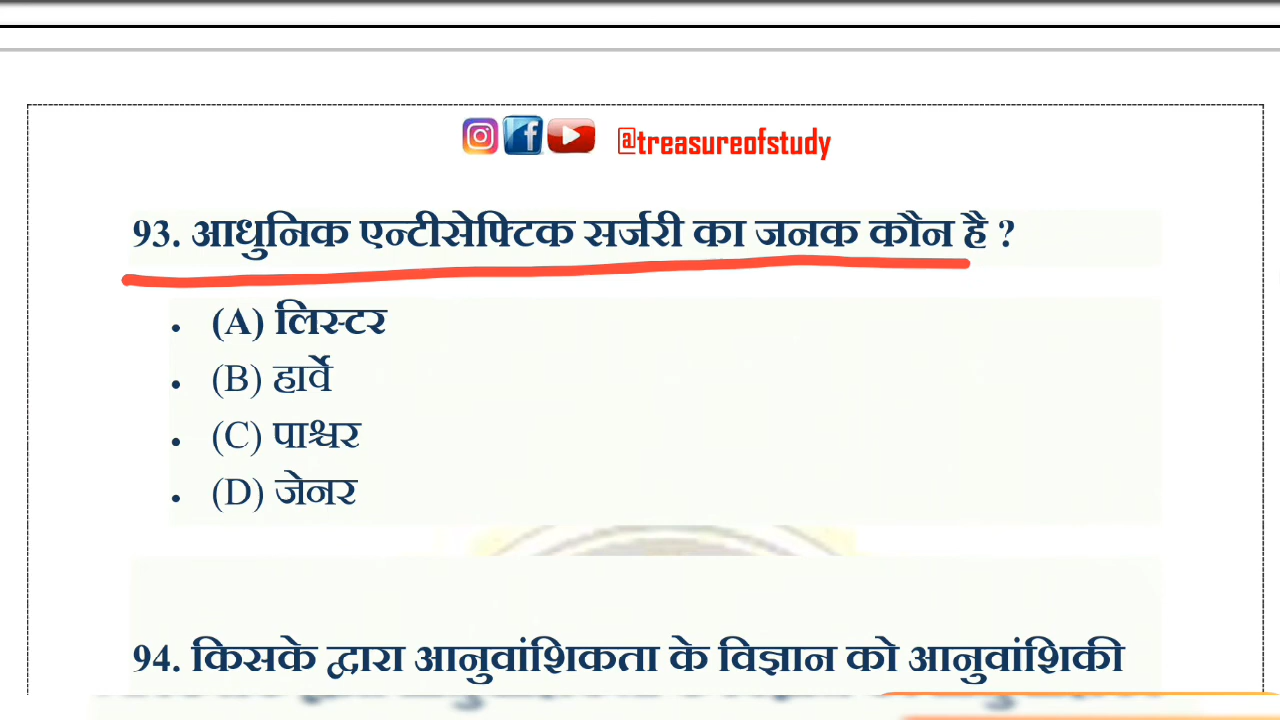 @treasureofstudy
93. आधुनिक एन्टीसेप्टिक सर्जरी का जनक कौन है ?
• (A) लिस्टर
• (B) हार्वे
• (C) पाश्चर
• (D) जेनर
94. किसके द्वारा आनुवांशिकता के विज्ञान को आनुवांशिकी